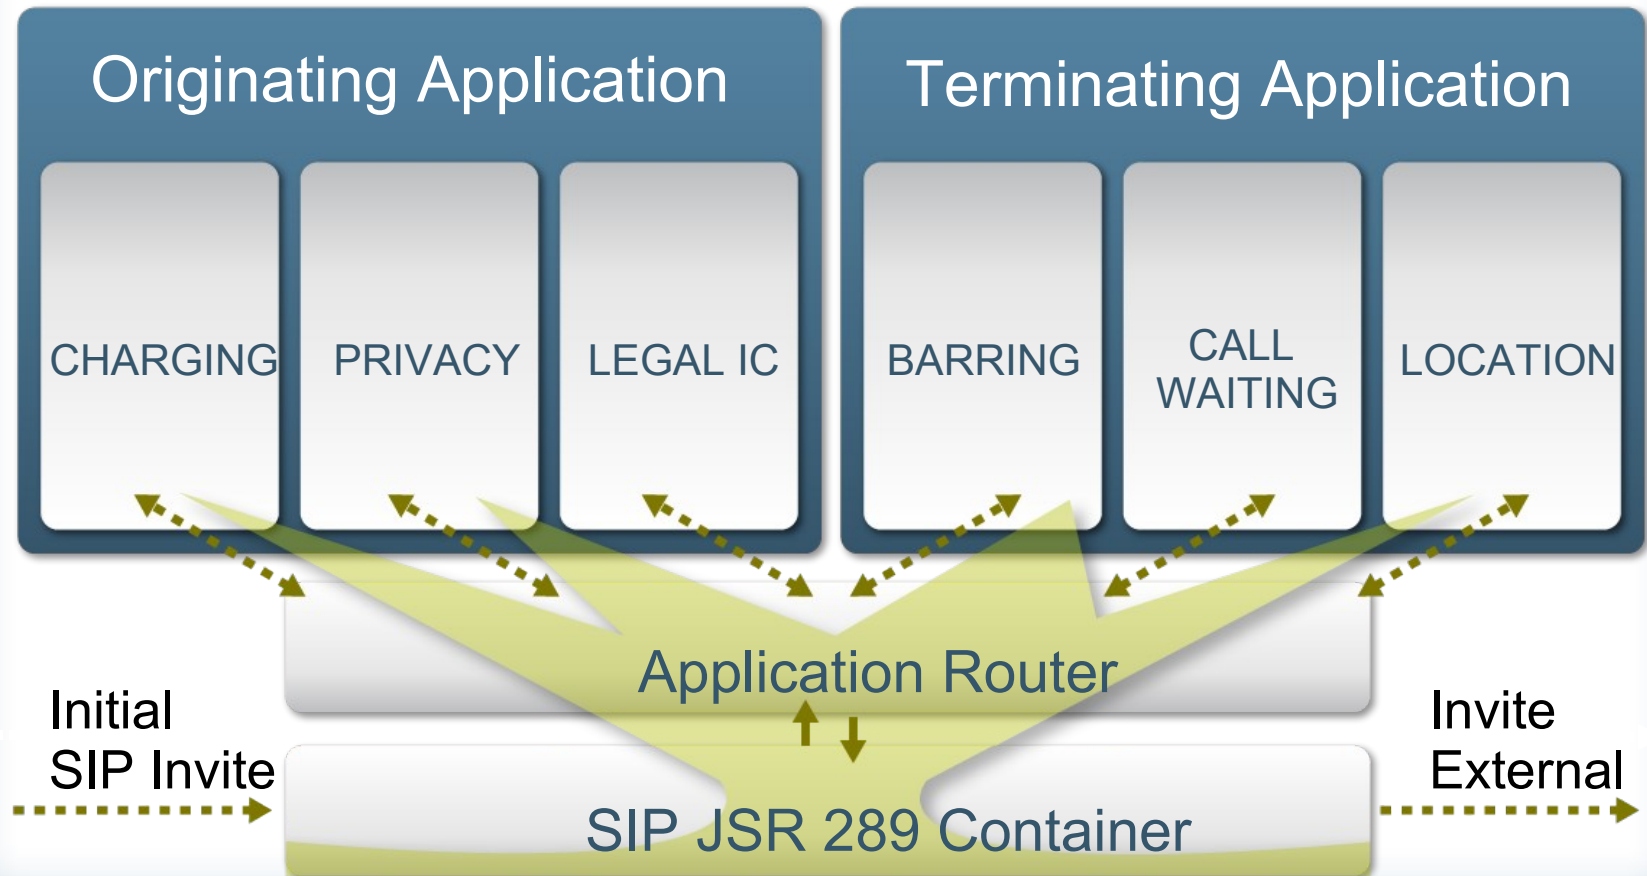 Originating Application
Terminating Application
CHARGING
PRIVACY
LEGAL IC
BARRING
CALL
WAITING
LOCATION
Application Router
Initial
SIP Invite
Invite
External
SIP JSR 289 Container